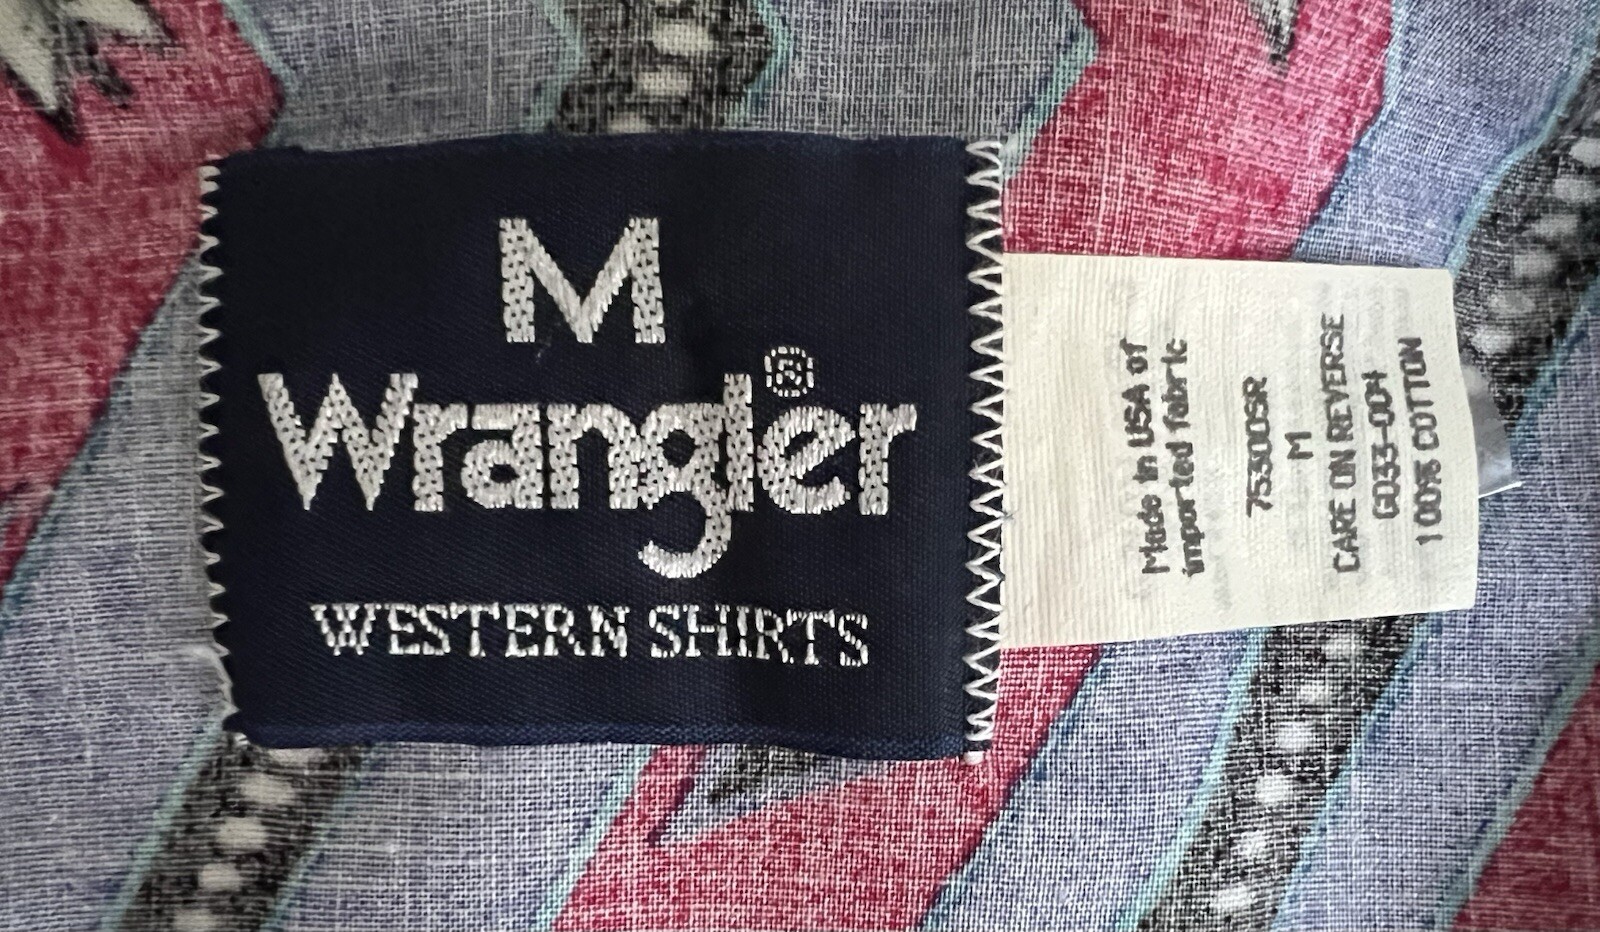 M
Wrangler®
WESTERN SHIRTS
Made in USA of
imported fabric
75300SR
M
CARE ON REVERSE
G033-004
100% COTTON